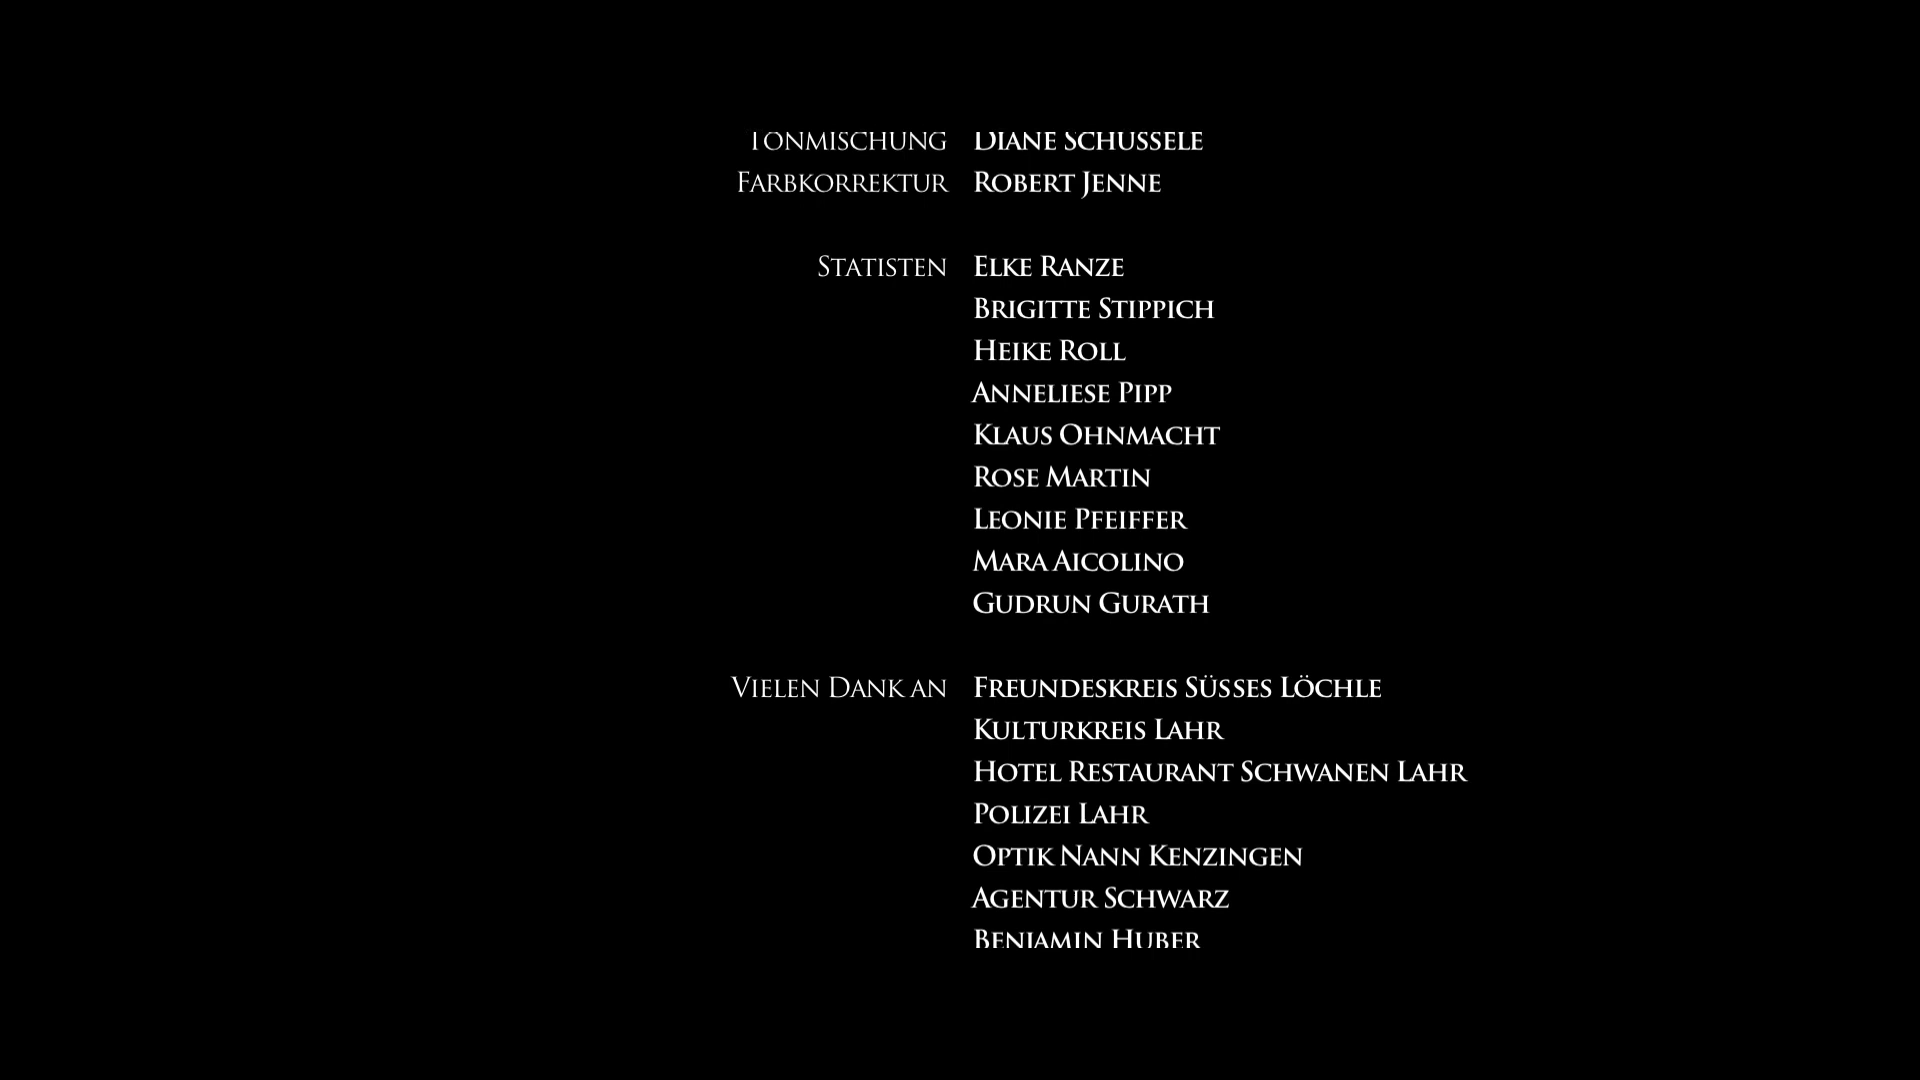 Tonmischung Diane Schussele
Farbkorrektur Robert Jenne
Statisten Elke Ranze
Brigitte Stippich
Heike Roll
Anneliese Pipp
Klaus Ohnmacht
Rose Martin
Leonie Pfeiffer
Mara Aicolino
Gudrun Gurath
Vielen Dank an Freundeskreis Süsses Löchle
Kulturkreis Lahr
Hotel Restaurant Schwanen Lahr
Polizei Lahr
Optik Nann Kenzingen
Agentur Schwarz
Benjamin Huber